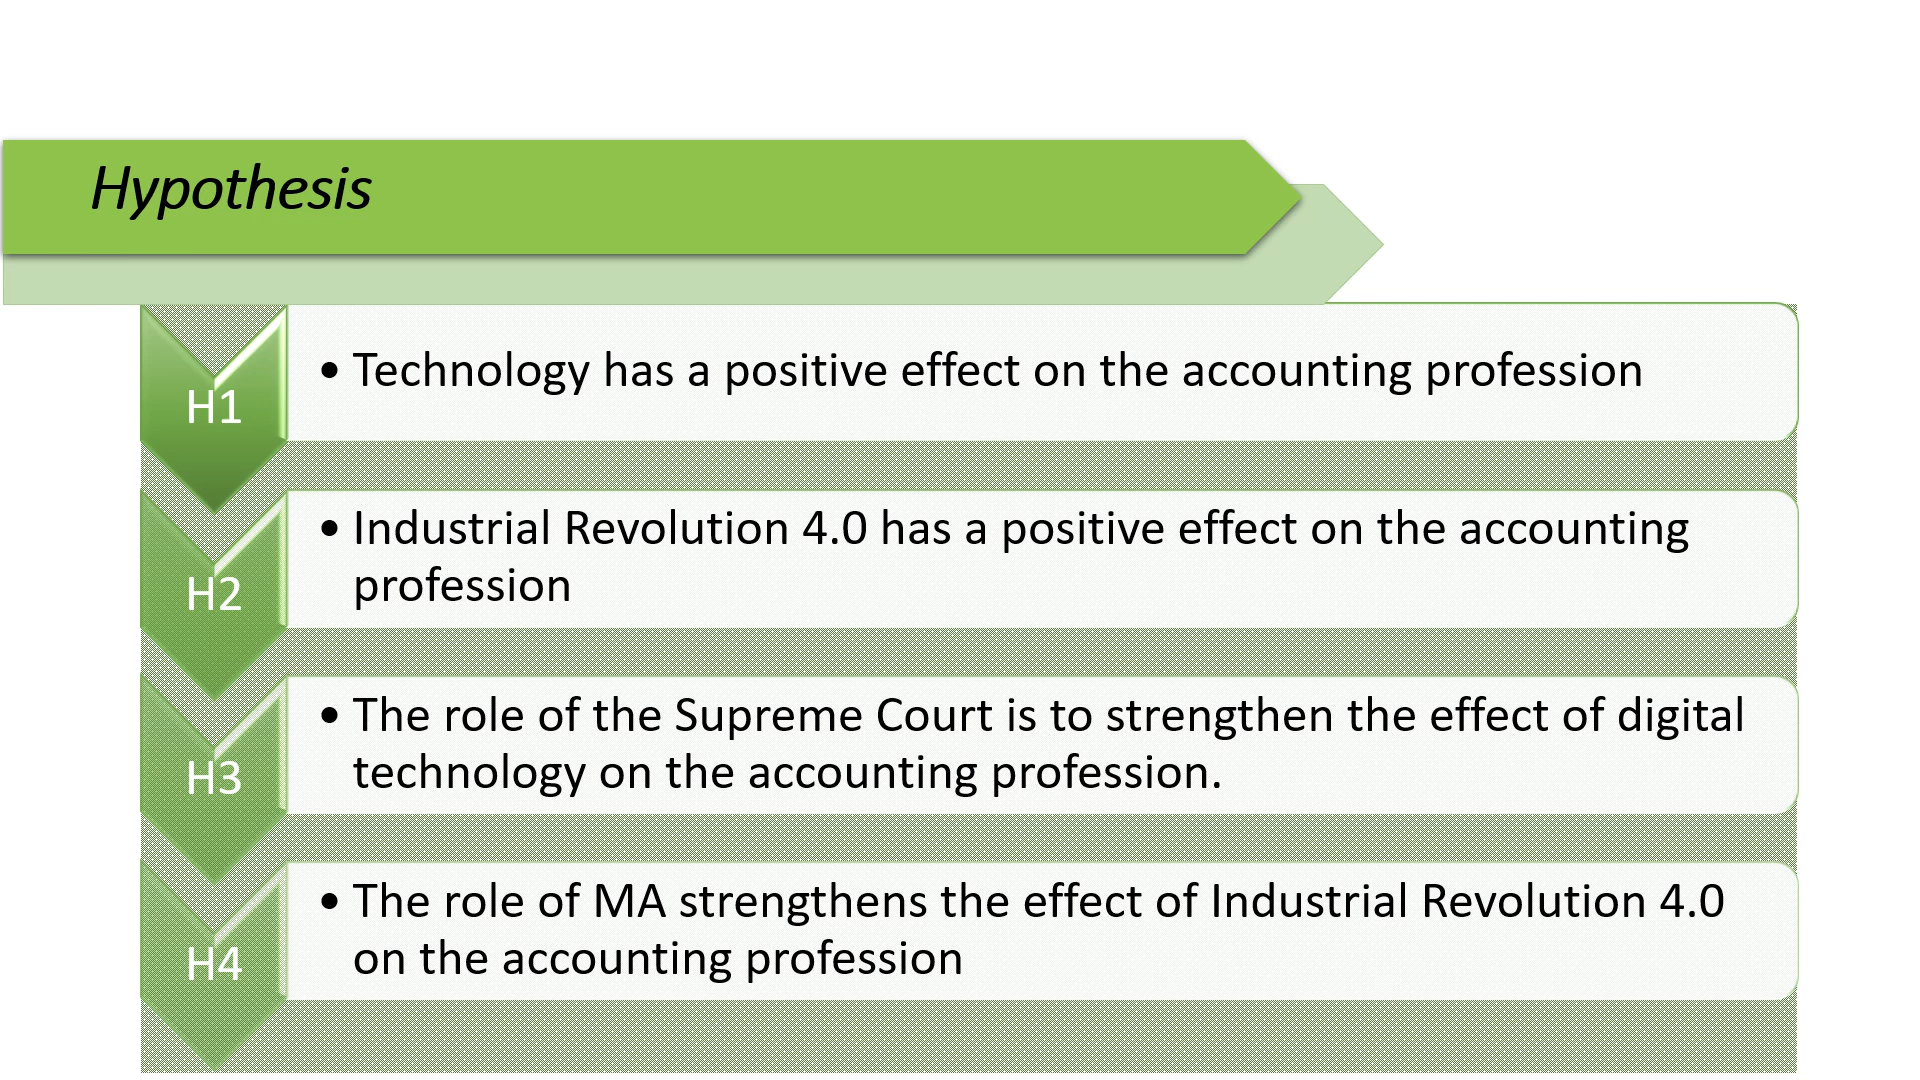 Hypothesis
H1
• Technology has a positive effect on the accounting profession
H2
• Industrial Revolution 4.0 has a positive effect on the accounting
profession
H3
• The role of the Supreme Court is to strengthen the effect of digital
technology on the accounting profession.
H4
• The role of MA strengthens the effect of Industrial Revolution 4.0
on the accounting profession